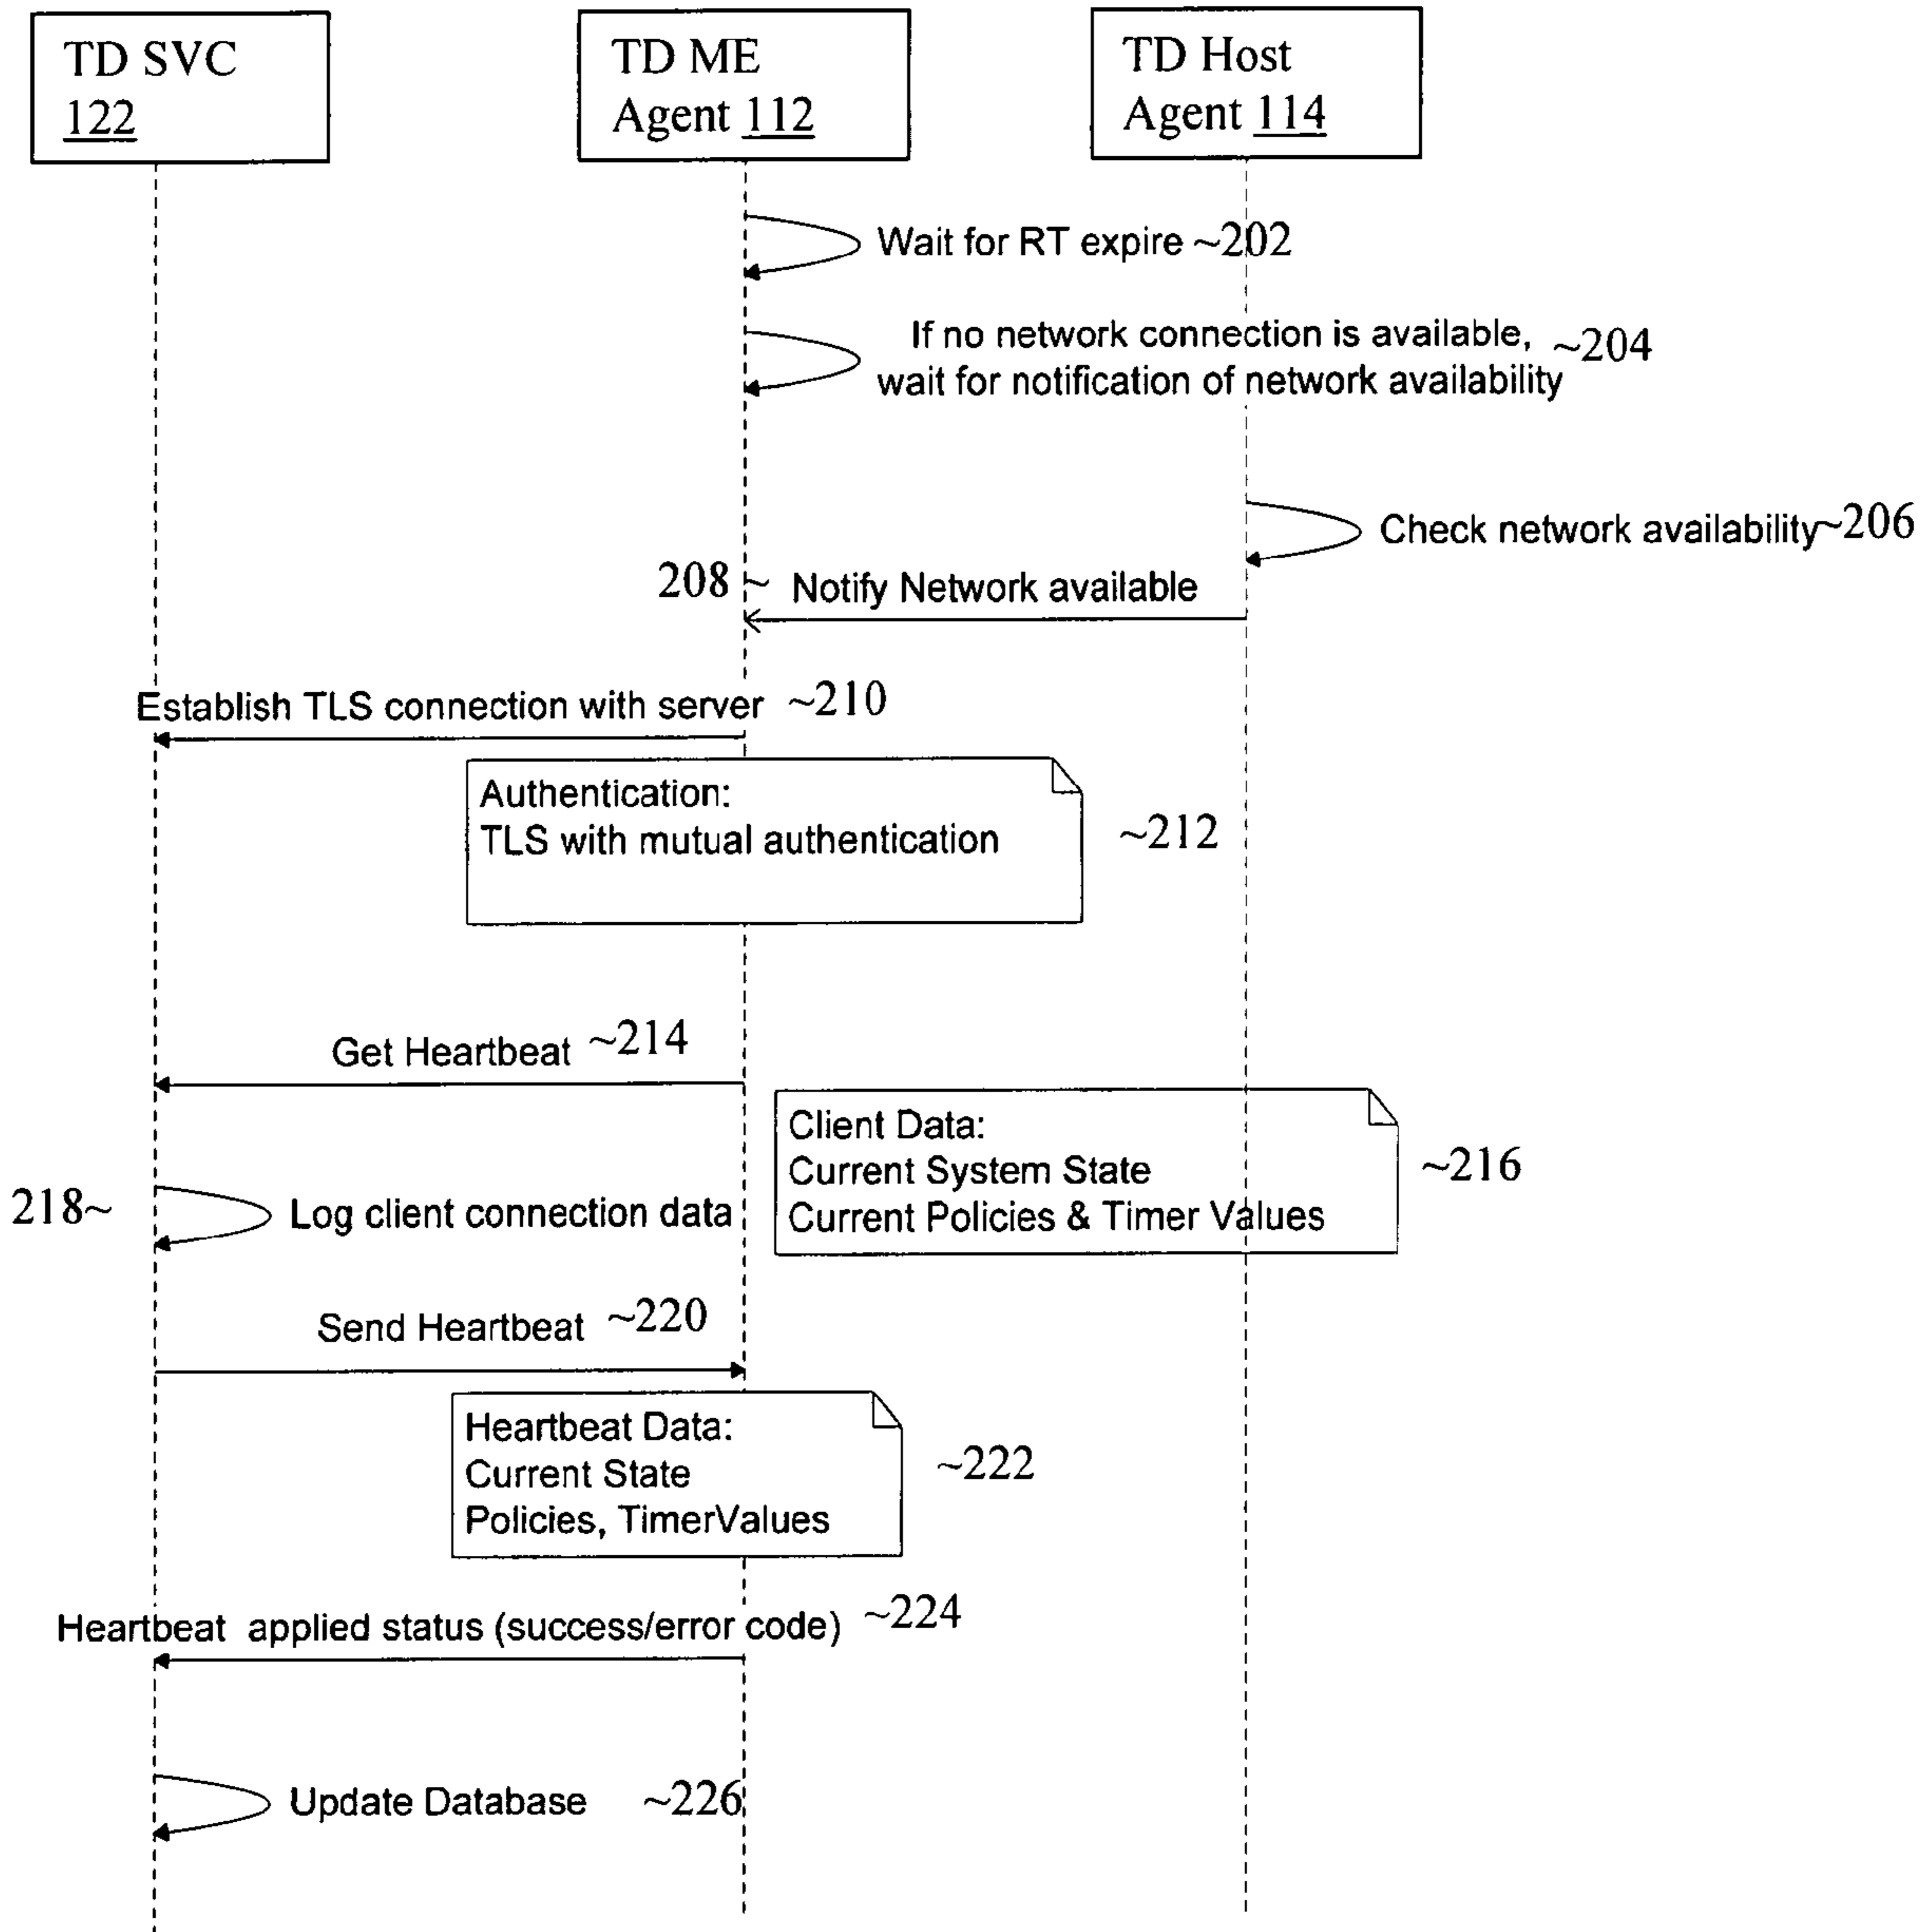 TD SVC
122
TD ME
Agent 112
TD Host
Agent 114
Wait for RT expire ~202
If no network connection is available,
wait for notification of network availability
~204
Check network availability~206
208 ~ Notify Network available
Establish TLS connection with server ~210
Authentication:
TLS with mutual authentication
~212
Get Heartbeat ~214
Client Data:
Current System State
Current Policies & Timer Values
~216
218~ Log client connection data
Send Heartbeat ~220
Heartbeat Data:
Current State
Policies, TimerValues
~222
Heartbeat applied status (success/error code) ~224
Update Database ~226